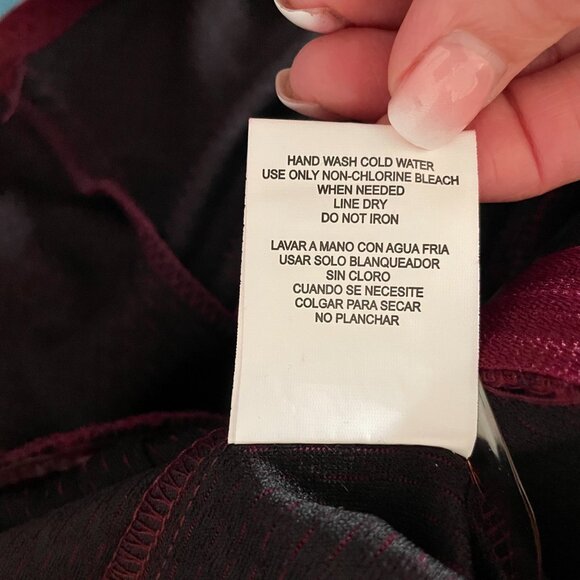 HAND WASH COLD WATER
USE ONLY NON-CHLORINE BLEACH
WHEN NEEDED
LINE DRY
DO NOT IRON
LAVAR A MANO CON AGUA FRIA
USAR SOLO BLANQUEADOR
SIN CLORO
CUANDO SE NECESITE
COLGAR PARA SECAR
NO PLANCHAR